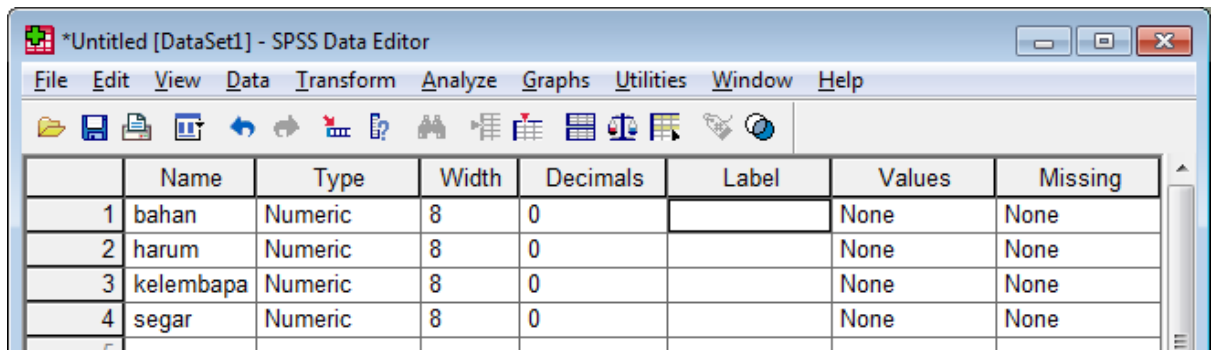 *Untitled [DataSet1] - SPSS Data Editor
File Edit View Data Transform Analyze Graphs Utilities Window Help
Name Type Width Decimals Label Values Missing
1 bahan Numeric 8 0 None None
2 harum Numeric 8 0 None None
3 kelembapa Numeric 8 0 None None
4 segar Numeric 8 0 None None